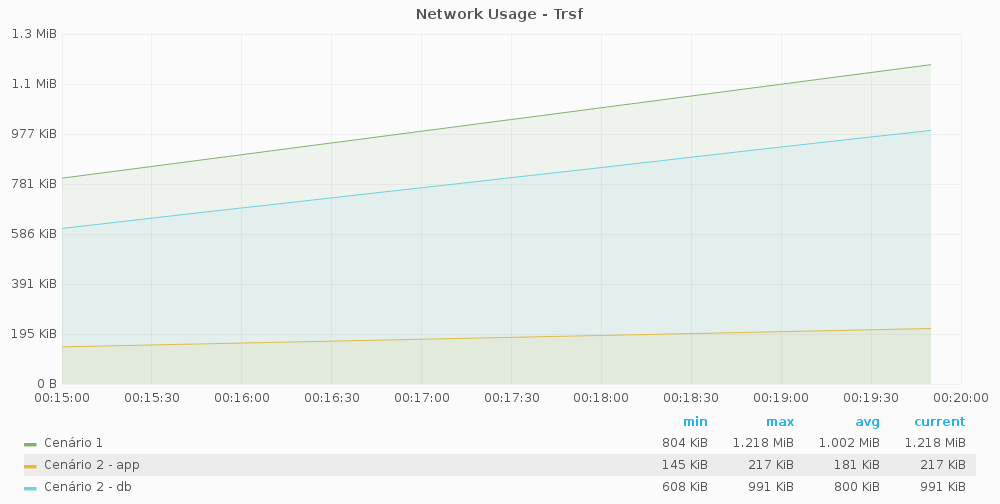 Network Usage - Trsf
1.3 MiB
1.1 MiB
977 KiB
781 KiB
586 KiB
391 KiB
195 KiB
0 B
00:15:00 00:15:30 00:16:00 00:16:30 00:17:00 00:17:30 00:18:00 00:18:30 00:19:00 00:19:30 00:20:00
min max avg current
Cenário 1 804 KiB 1.218 MiB 1.002 MiB 1.218 MiB
Cenário 2 - app 145 KiB 217 KiB 181 KiB 217 KiB
Cenário 2 - db 608 KiB 991 KiB 800 KiB 991 KiB